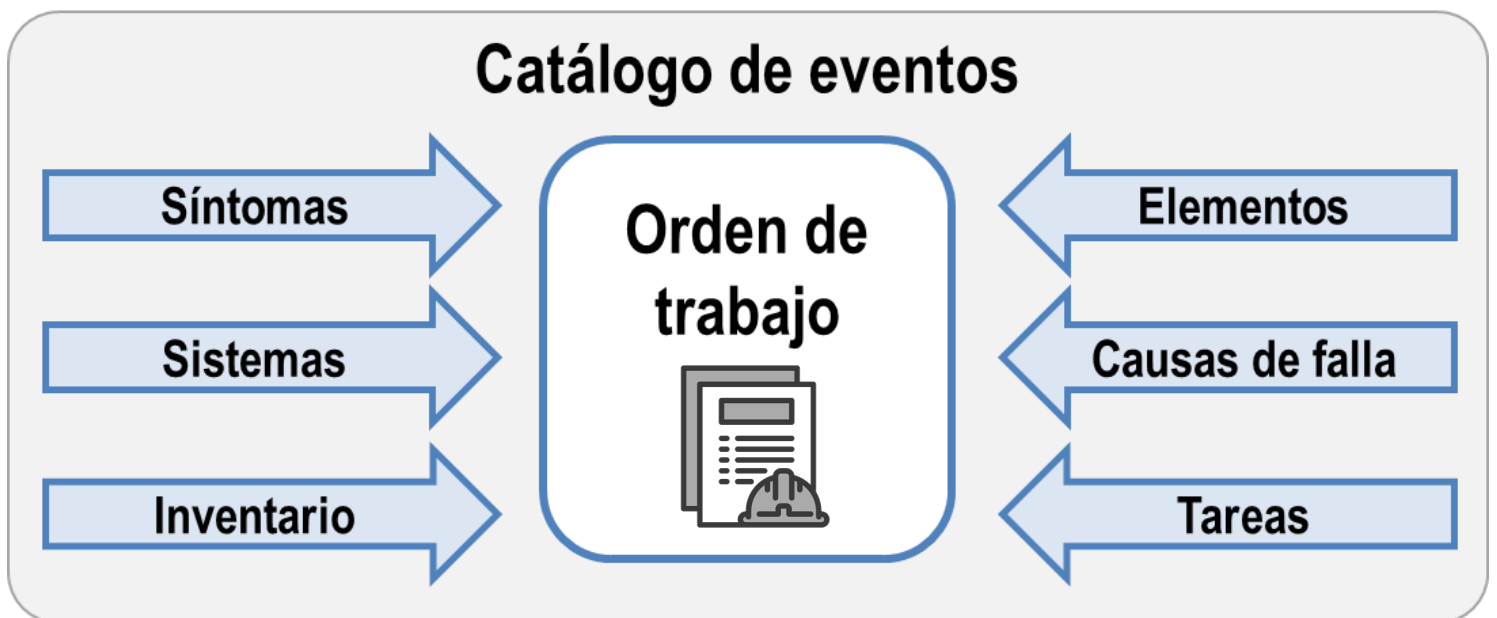 Catálogo de eventos
Síntomas
Sistemas
Inventario
Orden de
trabajo
Elementos
Causas de falla
Tareas